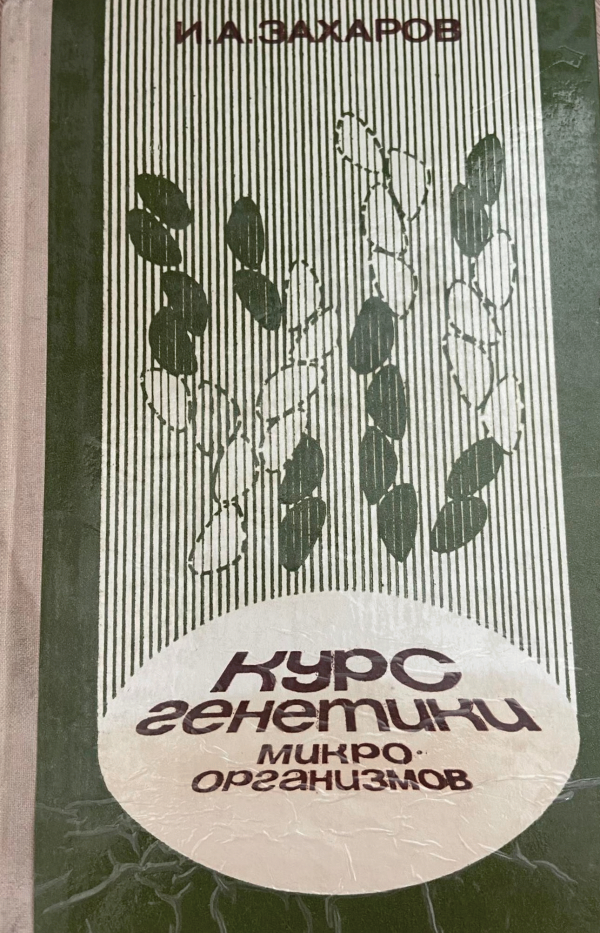 И.А.ЗАХАРОВ
КУРС
генетики
микро-
организмов